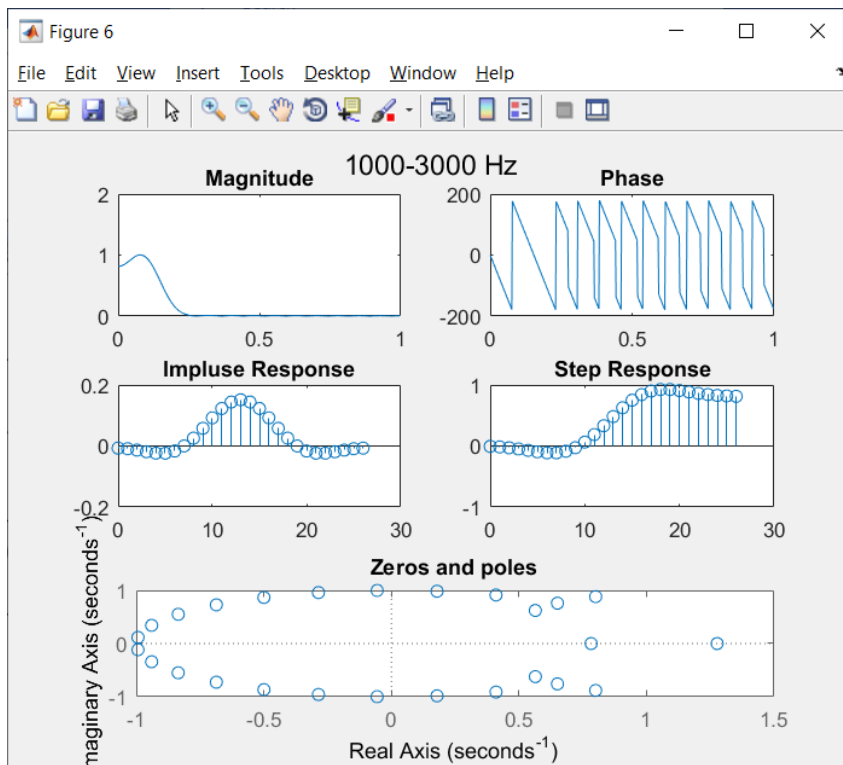 Figure 6
File Edit View Insert Tools Desktop Window Help
1000-3000 Hz
Magnitude
2
1
0
0 0.5 1
Phase
200
0
-200
0 0.5 1
Impluse Response
0.2
0
-0.2
0 10 20 30
Step Response
1
0
-1
0 10 20 30
Zeros and poles
maginary Axis (seconds⁻¹)
1
0
-1
-1 -0.5 0 0.5 1 1.5
Real Axis (seconds⁻¹)